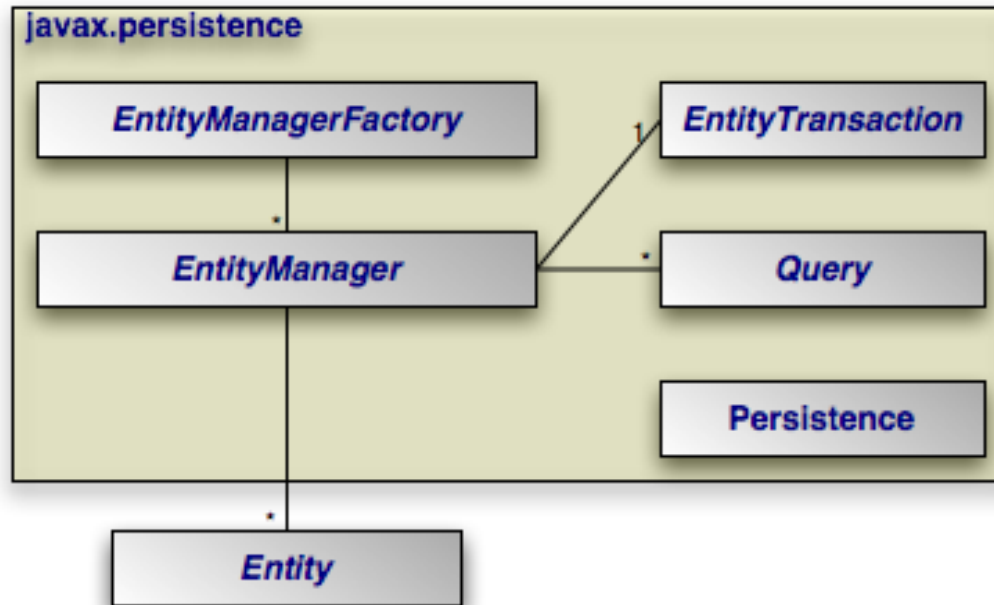 javax.persistence
EntityManagerFactory
1
EntityTransaction
*
EntityManager
*
Query
Persistence
*
Entity